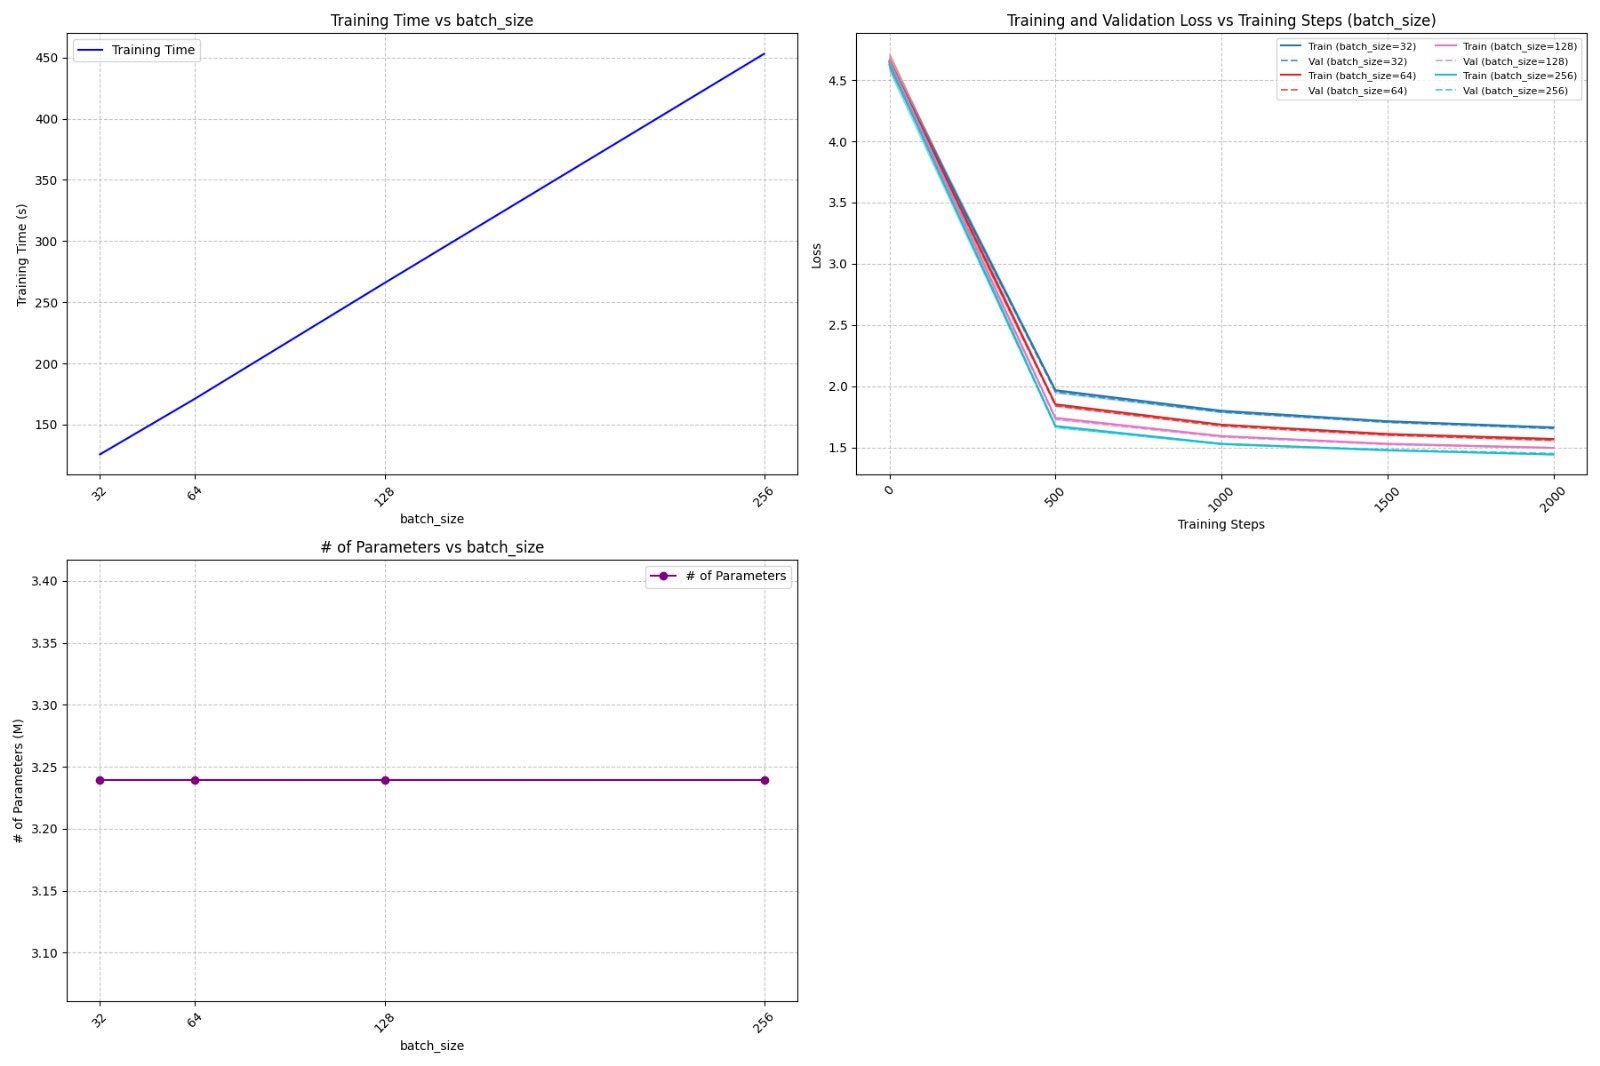 Training Time vs batch_size
Training Time
450
400
350
300
250
200
150
Training Time (s)
32
64
128
256
batch_size
Training and Validation Loss vs Training Steps (batch_size)
Train (batch_size=32)
Val (batch_size=32)
Train (batch_size=64)
Val (batch_size=64)
Train (batch_size=128)
Val (batch_size=128)
Train (batch_size=256)
Val (batch_size=256)
4.5
4.0
3.5
3.0
2.5
2.0
1.5
Loss
0
500
1000
1500
2000
Training Steps
# of Parameters vs batch_size
# of Parameters
3.40
3.35
3.30
3.25
3.20
3.15
3.10
# of Parameters (M)
32
64
128
256
batch_size